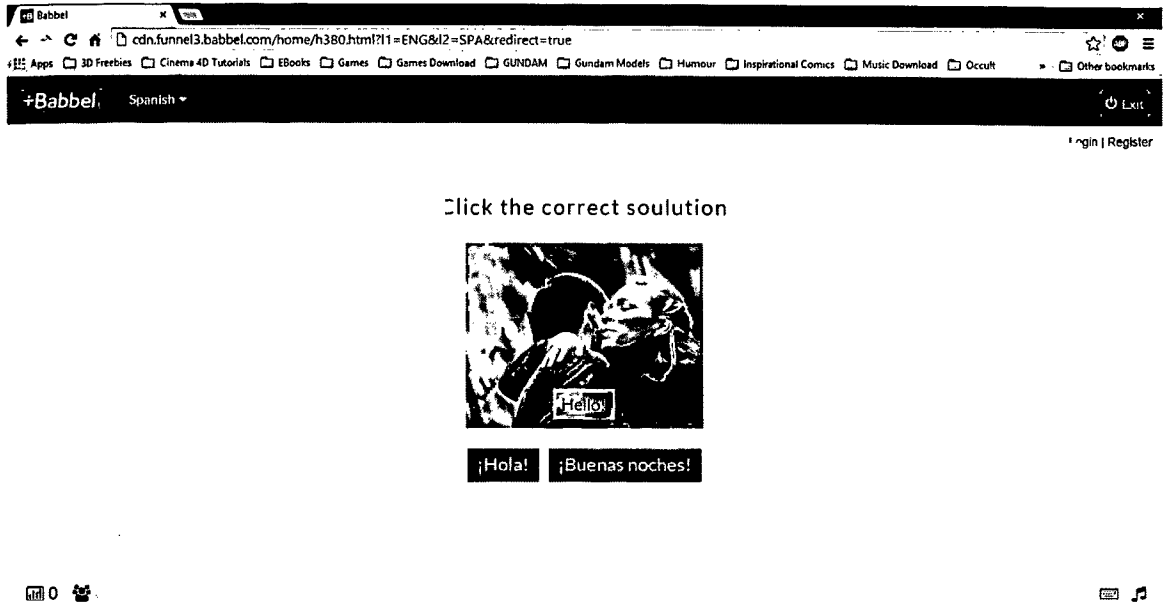 Babbel
cdn.funnel3.babbel.com/home/h380.html?l1=ENG&l2=SPA&redirect=true
Apps 3D Freebies Cinema 4D Tutorials EBooks Games Games Download GUNDAM Gundam Models Humour Inspirational Comics Music Download Occult » Other bookmarks
+Babbel Spanish Exit
Login | Register
Click the correct soulution
Hello!
¡Hola! ¡Buenas noches!
0